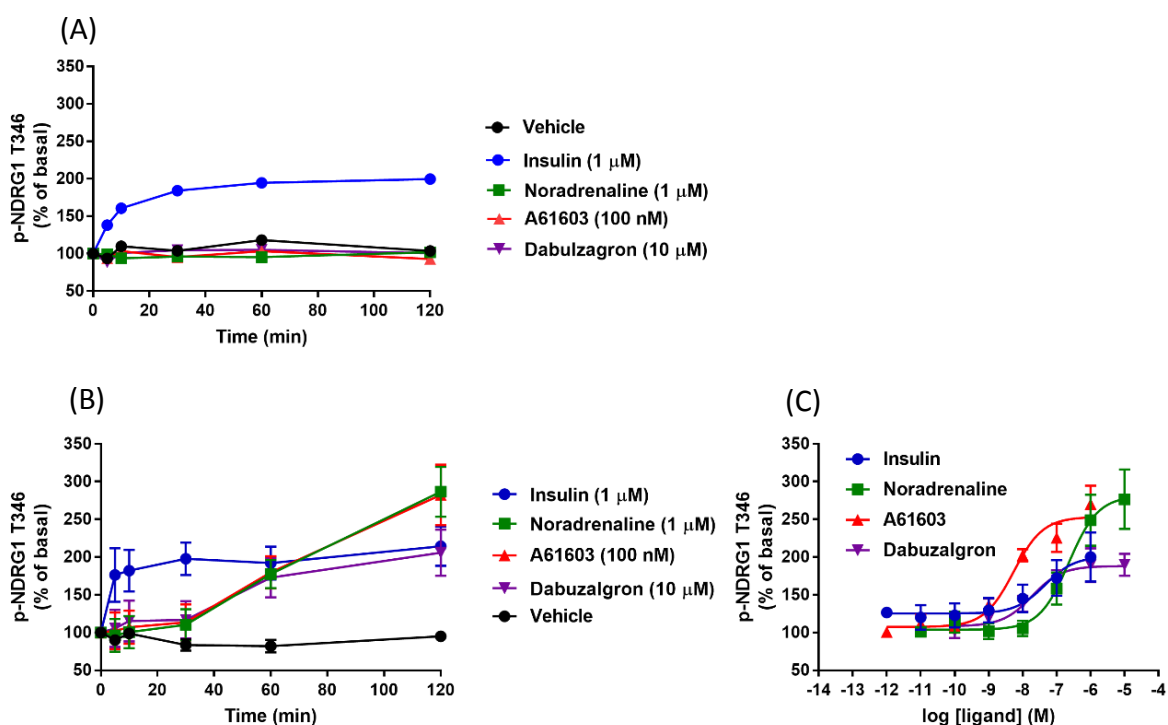 (A)
350
300
250
200
150
100
50
p-NDRG1 T346
(% of basal)
0 20 40 60 80 100 120
Time (min)
Vehicle
Insulin (1 μM)
Noradrenaline (1 μM)
A61603 (100 nM)
Dabulzagron (10 μM)
(B)
350
300
250
200
150
100
50
p-NDRG1 T346
(% of basal)
0 20 40 60 80 100 120
Time (min)
Insulin (1 μM)
Noradrenaline (1 μM)
A61603 (100 nM)
Dabuzalgron (10 μM)
Vehicle
(C)
350
300
250
200
150
100
50
p-NDRG1 T346
(% of basal)
Insulin
Noradrenaline
A61603
Dabuzalgron
-14 -13 -12 -11 -10 -9 -8 -7 -6 -5 -4
log [ligand] (M)